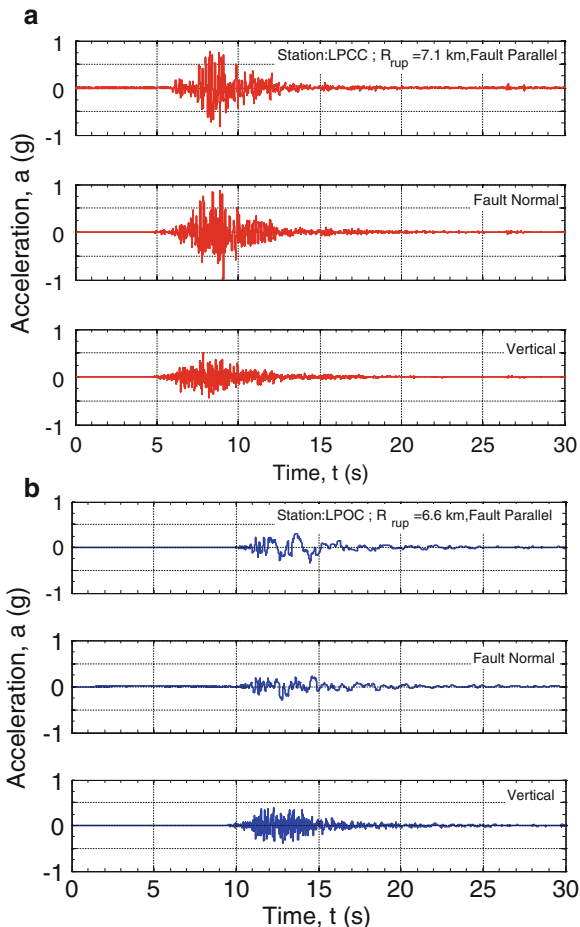 a
Acceleration, a (g)
1
0
-1
Station:LPCC ; R rup =7.1 km,Fault Parallel
1
0
-1
Fault Normal
1
0
-1
Vertical
0 5 10 15 20 25 30
Time, t (s)
b
Acceleration, a (g)
1
0
-1
Station:LPOC ; R rup =6.6 km,Fault Parallel
1
0
-1
Fault Normal
1
0
-1
Vertical
0 5 10 15 20 25 30
Time, t (s)